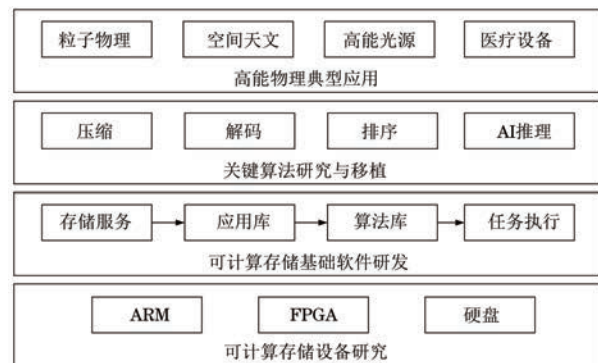 粒子物理 空间天文 高能光源 医疗设备
高能物理典型应用
压缩 解码 排序 AI推理
关键算法研究与移植
存储服务 应用库 算法库 任务执行
可计算存储基础软件研发
ARM FPGA 硬盘
可计算存储设备研究